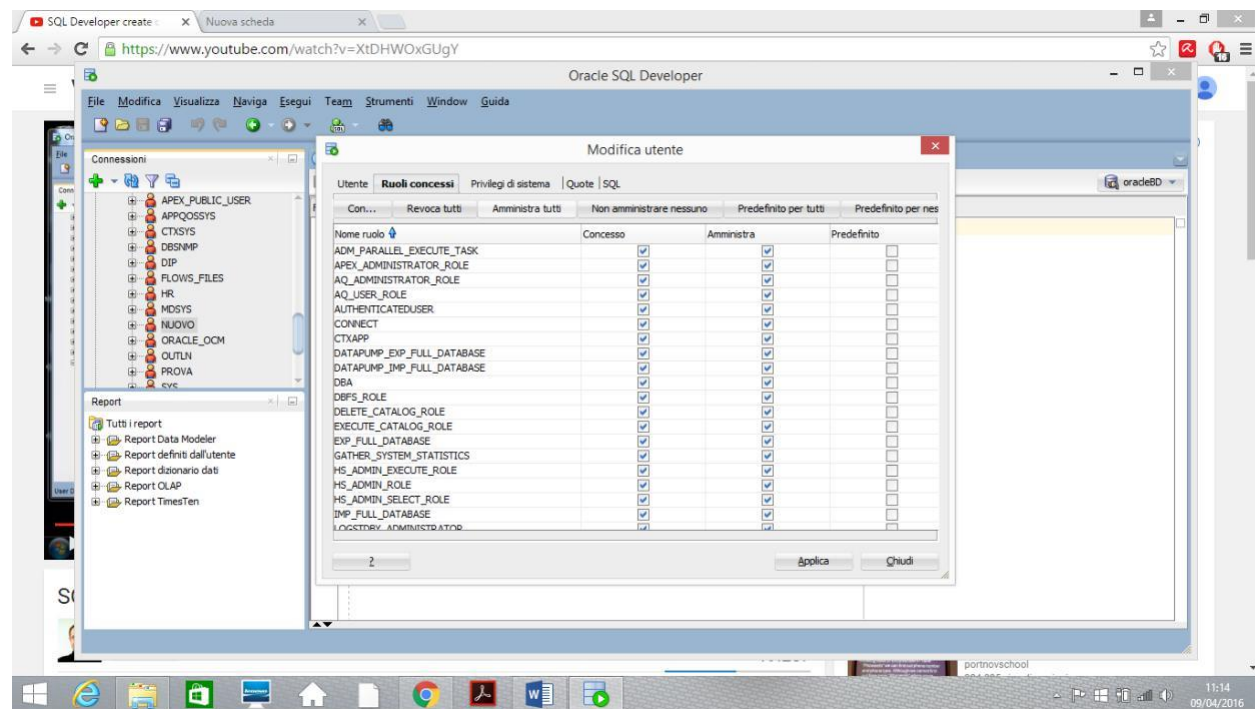 SQL Developer create
Nuova scheda
https://www.youtube.com/watch?v=XtDHWOxGUgY
Oracle SQL Developer
File Modifica Visualizza Naviga Esegui Team Strumenti Window Guida
Connessioni
APEX_PUBLIC_USER
APPQOSSYS
CTXSYS
DBSNMP
DIP
FLOWS_FILES
HR
MDSYS
NUOVO
ORACLE_OCM
OUTLN
PROVA
SYS
Report
Tutti i report
Report Data Modeler
Report definiti dall'utente
Report dizionario dati
Report OLAP
Report TimesTen
oradeBD
Modifica utente
Utente Ruoli concessi Privilegi di sistema Quote SQL
Con... Revoca tutti Amministra tutti Non amministrare nessuno Predefinito per tutti Predefinito per nes
Nome ruolo Concesso Amministra Predefinito
ADM_PARALLEL_EXECUTE_TASK
APEX_ADMINISTRATOR_ROLE
AQ_ADMINISTRATOR_ROLE
AQ_USER_ROLE
AUTHENTICATEDUSER
CONNECT
CTXAPP
DATAPUMP_EXP_FULL_DATABASE
DATAPUMP_IMP_FULL_DATABASE
DBA
DBFS_ROLE
DELETE_CATALOG_ROLE
EXECUTE_CATALOG_ROLE
EXP_FULL_DATABASE
GATHER_SYSTEM_STATISTICS
HS_ADMIN_EXECUTE_ROLE
HS_ADMIN_ROLE
HS_ADMIN_SELECT_ROLE
IMP_FULL_DATABASE
LOGSTDBY_ADMINISTRATOR
? Applica Chiudi
portnovschool
11:14
09/04/2016